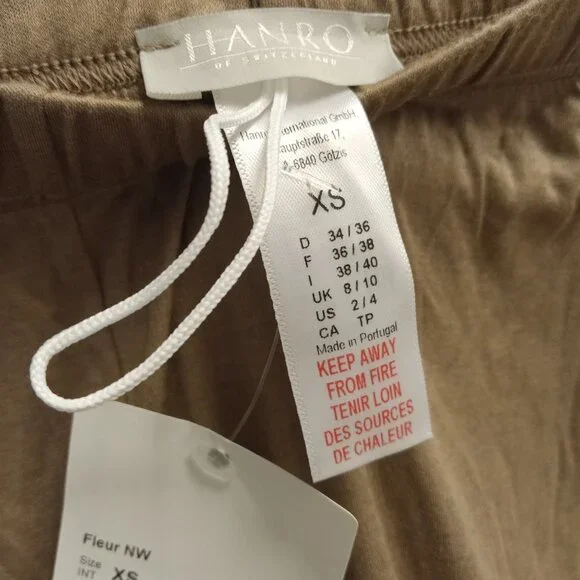 HANRO
OF SWITZERLAND
International GmbH
17,
-6840 Götzis
XS
D 34 / 36
F 36 / 38
I 38 / 40
UK 8 / 10
US 2 / 4
CA TP
Made in Portugal
KEEP AWAY
FROM FIRE
TENIR LOIN
DES SOURCES
DE CHALEUR
Fleur NW
Size
INT XS